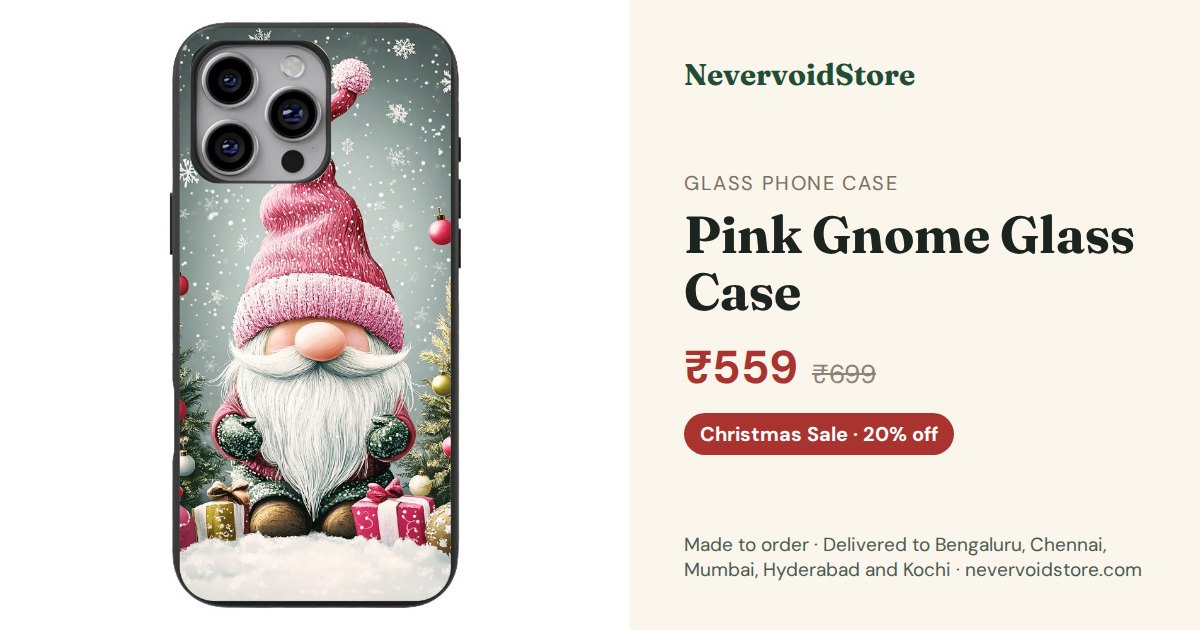 NevervoidStore
GLASS PHONE CASE
Pink Gnome Glass
Case
₹559 ₹699
Christmas Sale · 20% off
Made to order · Delivered to Bengaluru, Chennai,
Mumbai, Hyderabad and Kochi · nevervoidstore.com